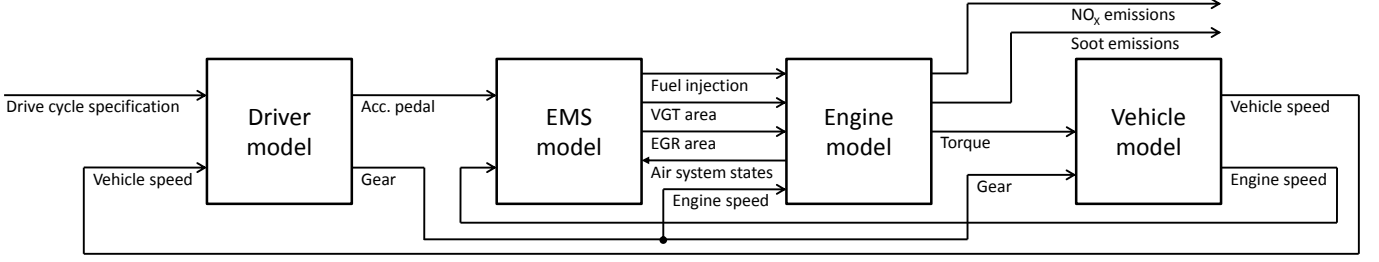 NOX emissions
Soot emissions
Drive cycle specification
Vehicle speed
Driver
model
Acc. pedal
Gear
EMS
model
Fuel injection
VGT area
EGR area
Air system states
Engine speed
Engine
model
Torque
Gear
Vehicle
model
Vehicle speed
Engine speed